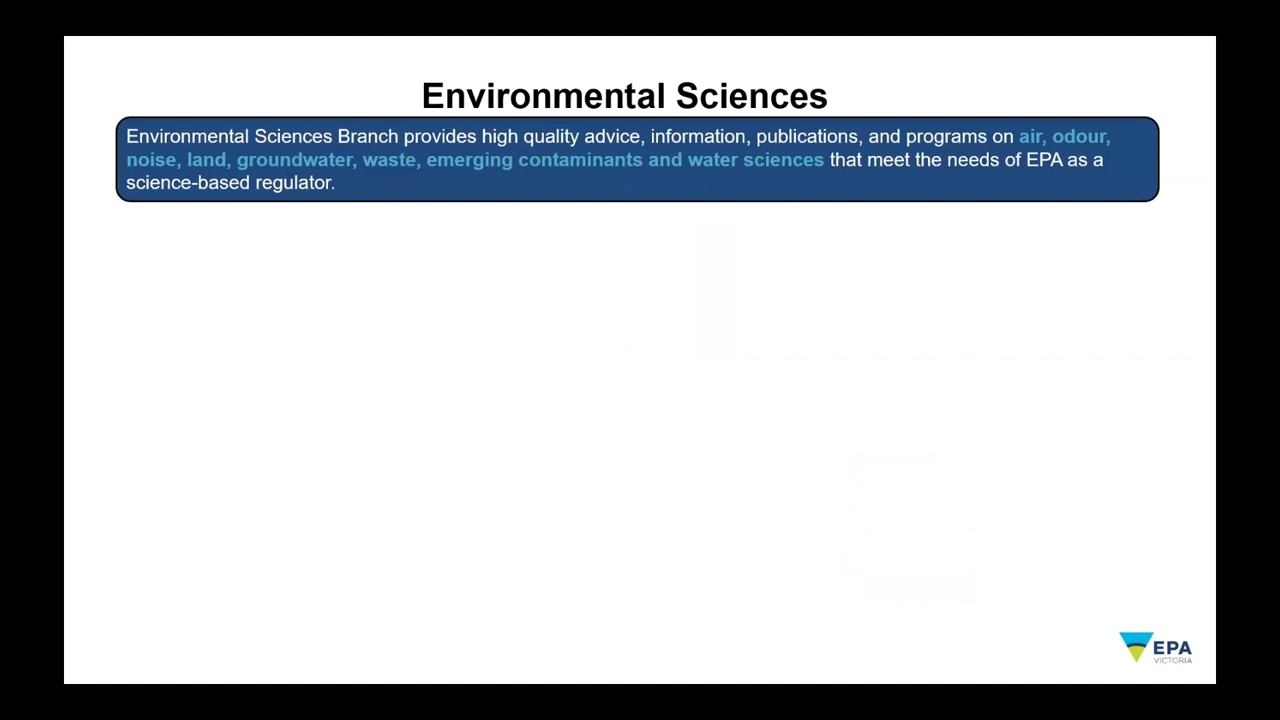 Environmental Sciences
Environmental Sciences Branch provides high quality advice, information, publications, and programs on air, odour,
noise, land, groundwater, waste, emerging contaminants and water sciences that meet the needs of EPA as a
science-based regulator.
EPA
VICTORIA